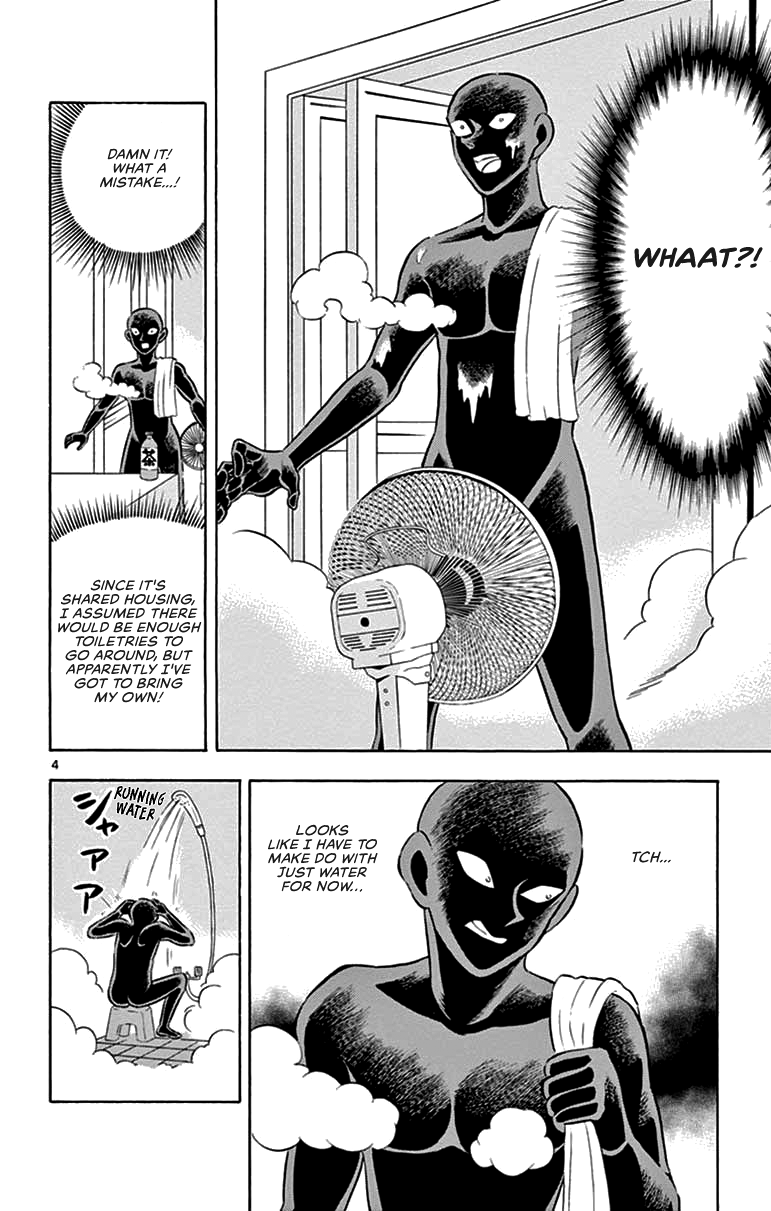 WHAAT?!
DAMN IT!
WHAT A
MISTAKE...!
茶
SINCE IT'S
SHARED HOUSING,
I ASSUMED THERE
WOULD BE ENOUGH
TOILETRIES TO
GO AROUND, BUT
APPARENTLY I'VE
GOT TO BRING
MY OWN!
4
TCH...
LOOKS
LIKE I HAVE TO
MAKE DO WITH
JUST WATER
FOR NOW...
RUNNING
WATER
シャアア